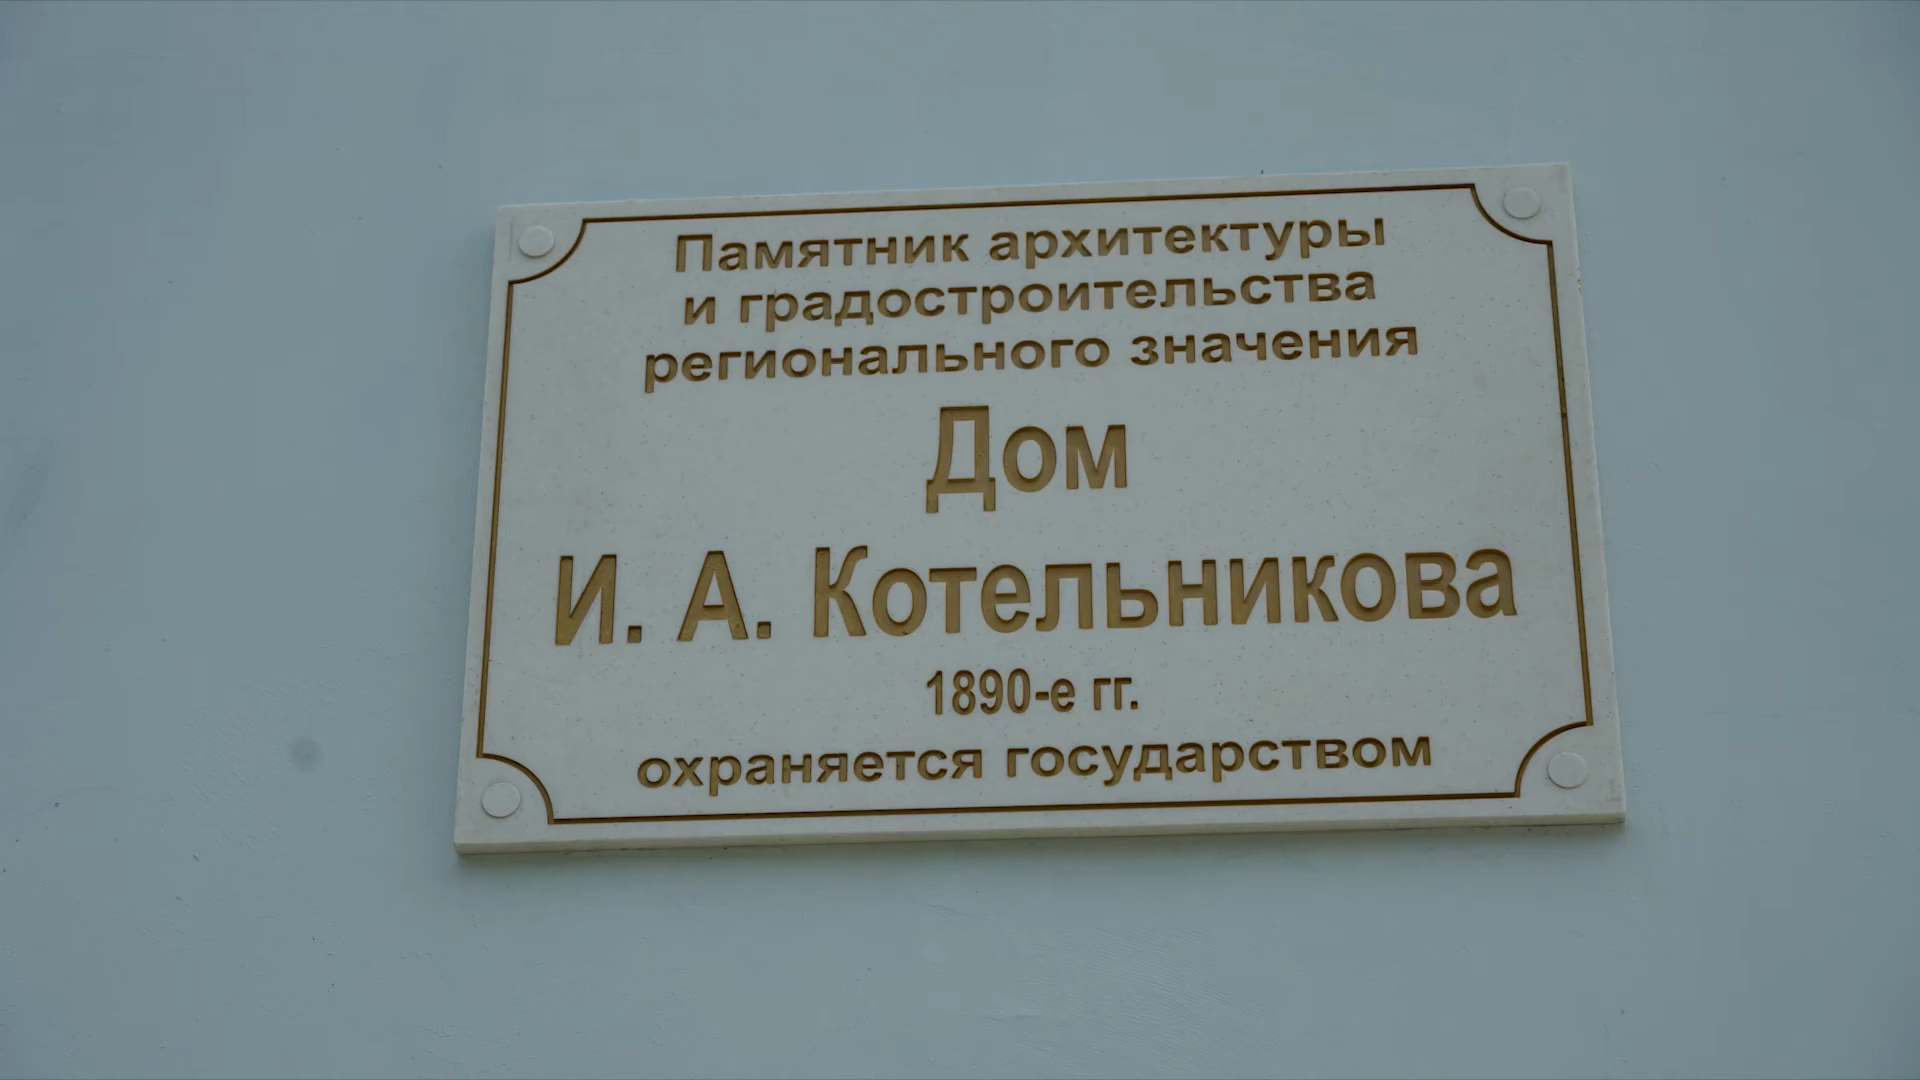 Памятник архитектуры
и градостроительства
регионального значения
Дом
И. А. Котельникова
1890-е гг.
охраняется государством